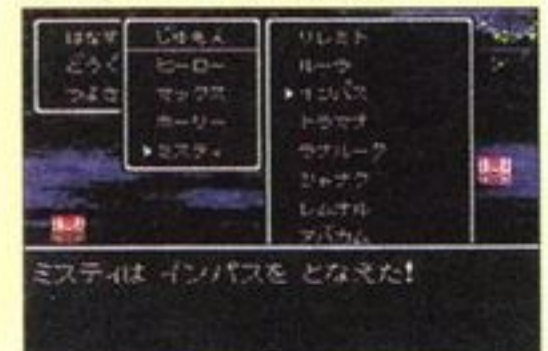 はなす
どうぐ
つよさ
じゅもん
ヒーロー
マックス
ホーリー
▶ミスティ
リレミト
ルーラ
▶インパス
トラマナ
ラナルータ
シャナク
レムオル
アバカム
ミスティは インパスを となえた!